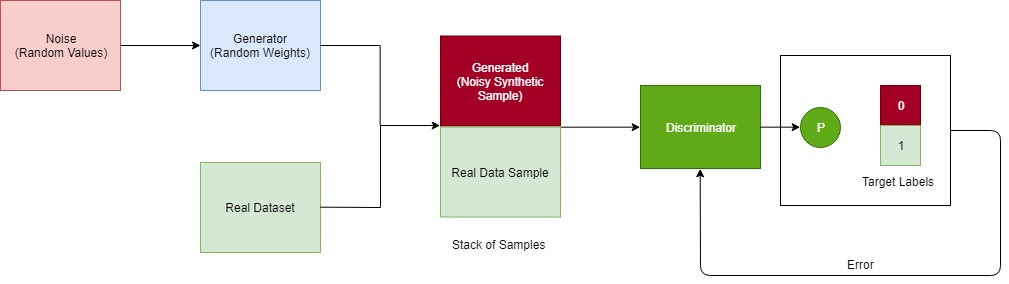 Noise
(Random Values)
Generator
(Random Weights)
Generated
(Noisy Synthetic
Sample)
Real Data Sample
Stack of Samples
Real Dataset
Discriminator
P
0
1
Target Labels
Error